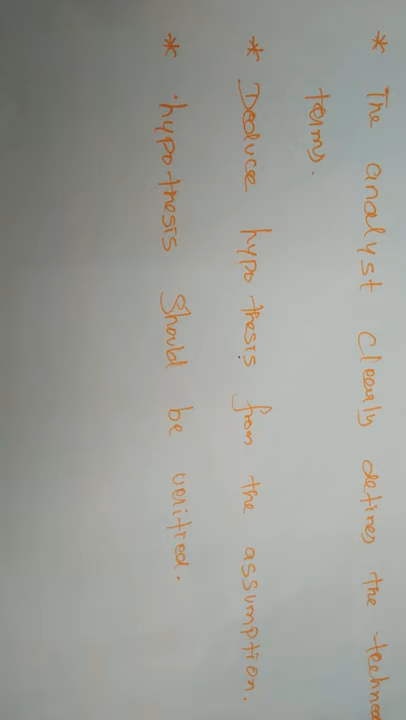 * The analyst clearly defines the
terms.
* Deduce hypothesis from the assumption.
* hypothesis should be verified.